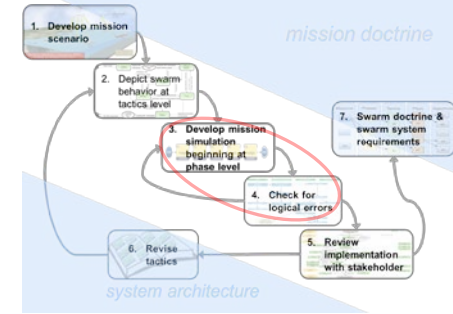 mission doctrine
1. Develop mission
scenario
2. Depict swarm
behavior at
tactics level
3. Develop mission
simulation
beginning at
phase level
4. Check for
logical errors
5. Review
implementation
with stakeholder
6. Revise
tactics
7. Swarm doctrine &
swarm system
requirements
system architecture